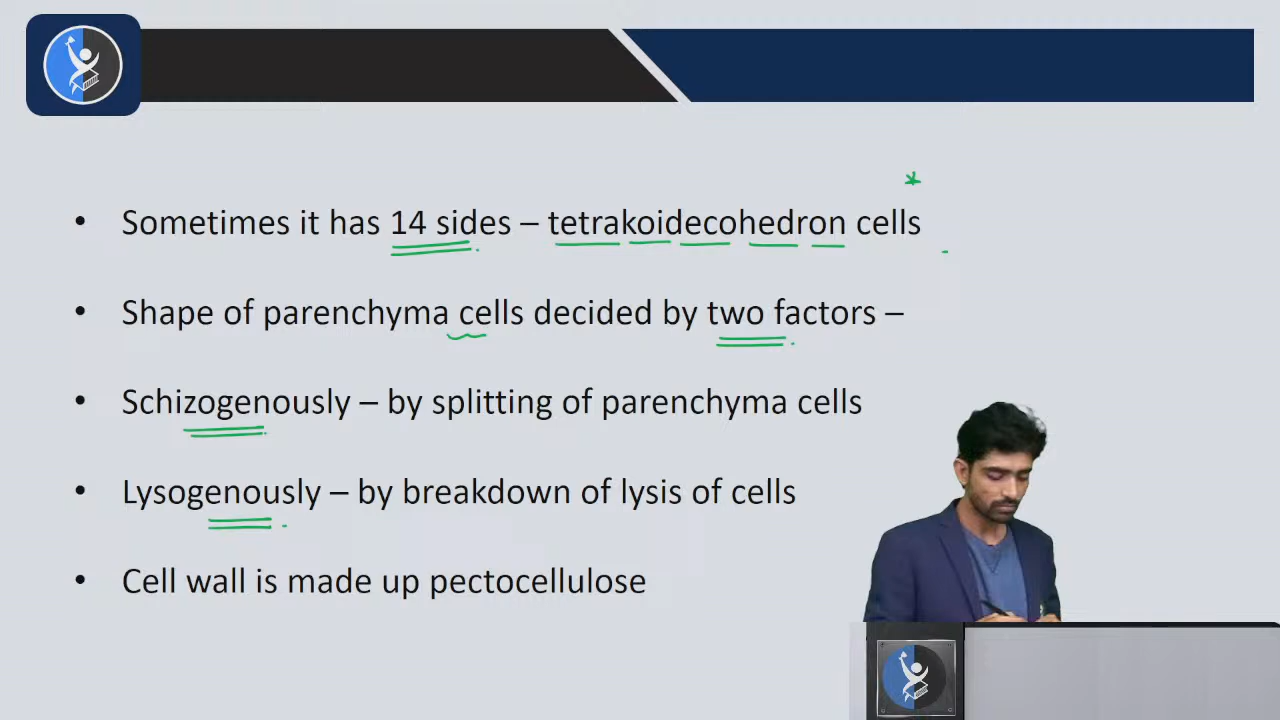 • Sometimes it has 14 sides – tetrakoidecohedron cells
• Shape of parenchyma cells decided by two factors –
• Schizogenously – by splitting of parenchyma cells
• Lysogenously – by breakdown of lysis of cells
• Cell wall is made up pectocellulose